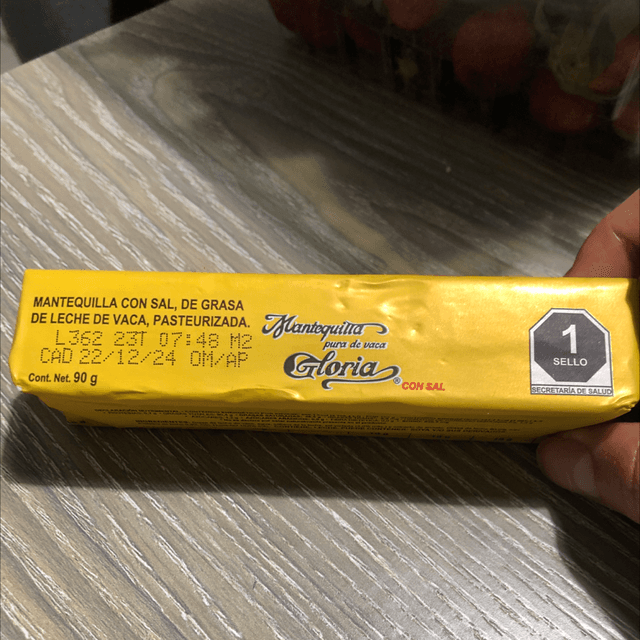 MANTEQUILLA CON SAL, DE GRASA
DE LECHE DE VACA, PASTEURIZADA.
L362 23T 07:48 M2
CAD 22/12/24 OM/AP
Cont. Net. 90 g
Mantequilla
pura de vaca
Gloria ®
CON SAL
1
SELLO
SECRETARÍA DE SALUD